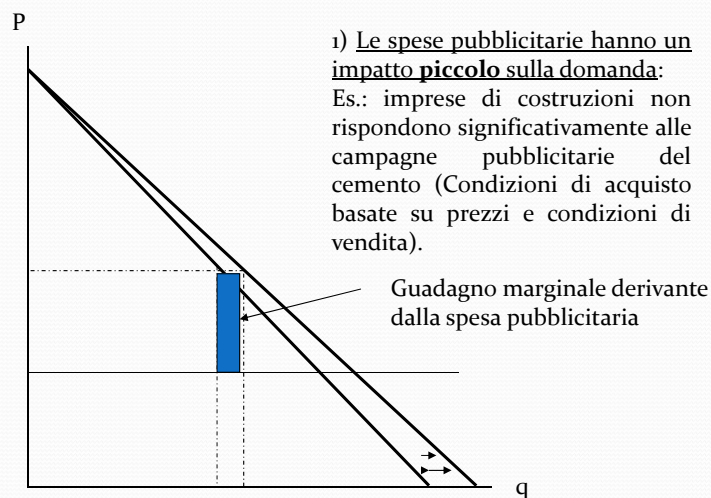 P
1) Le spese pubblicitarie hanno un
impatto piccolo sulla domanda:
Es.: imprese di costruzioni non
rispondono significativamente alle
campagne pubblicitarie del
cemento (Condizioni di acquisto
basate su prezzi e condizioni di
vendita).
Guadagno marginale derivante
dalla spesa pubblicitaria
q